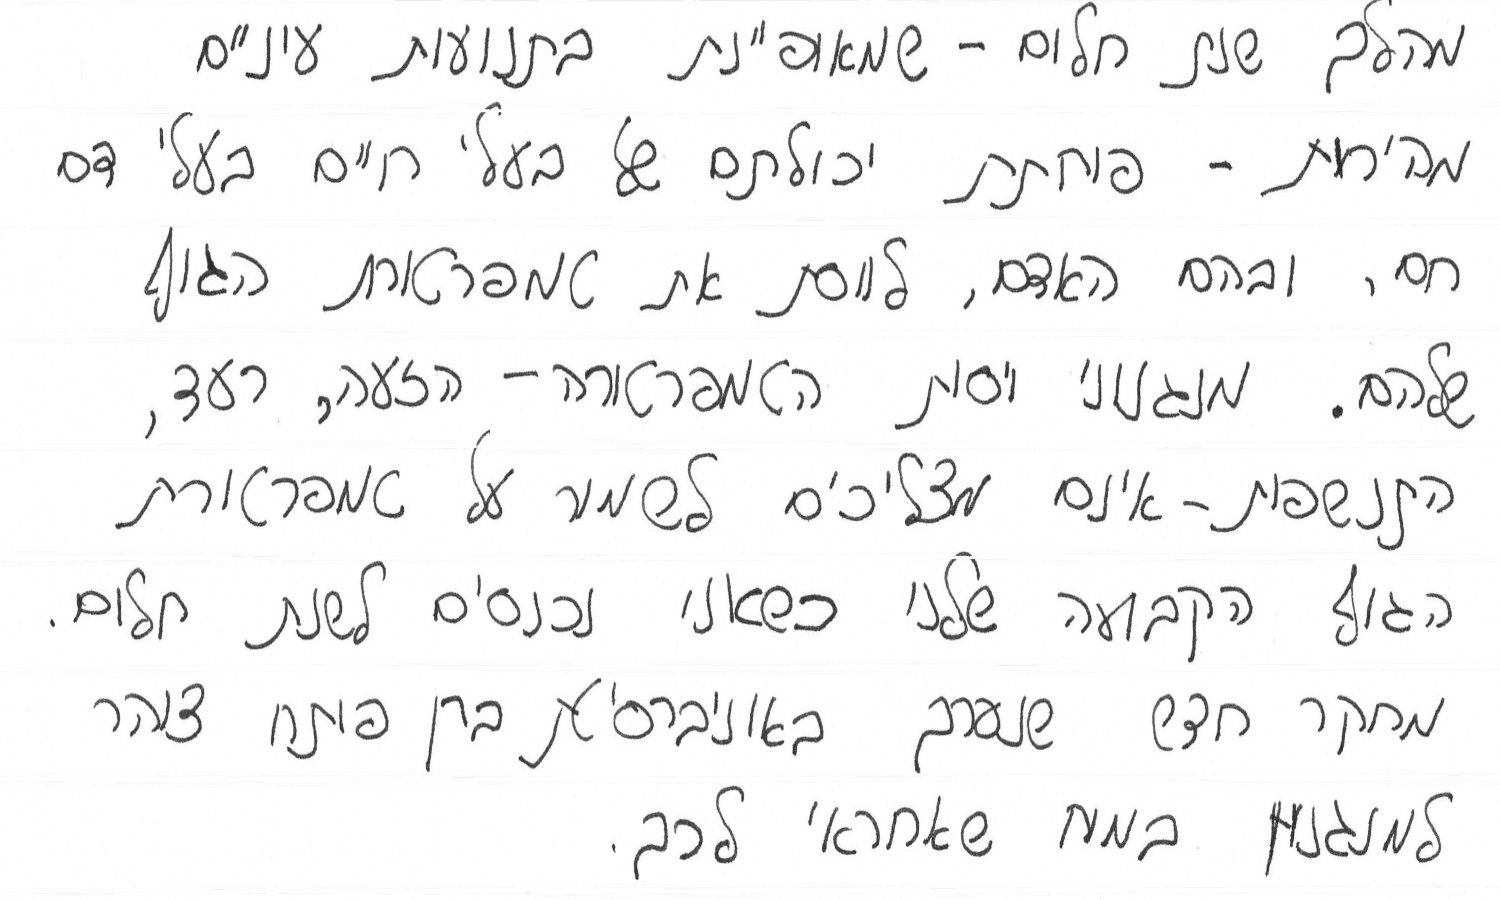 מהלך שנת חלום - שמאופיינת בתנועות עיניים
מהירות - פוחתת יכולתם של בעלי חיים בעלי דם
חם, ובהם האדם, לווסת את טמפרטורת הגוף
שלהם. מנגנוני ויסות הטמפרטורה - הזעה, רעד,
התנשפות - אינם מצליחים לשמור על טמפרטורת
הגוף הקבועה שלנו כשאנו נכנסים לשנת חלום.
מחקר חדש שנערך באוניברסיטת ברן פותח צוהר
למנגנון במוח שאחראי לכך.